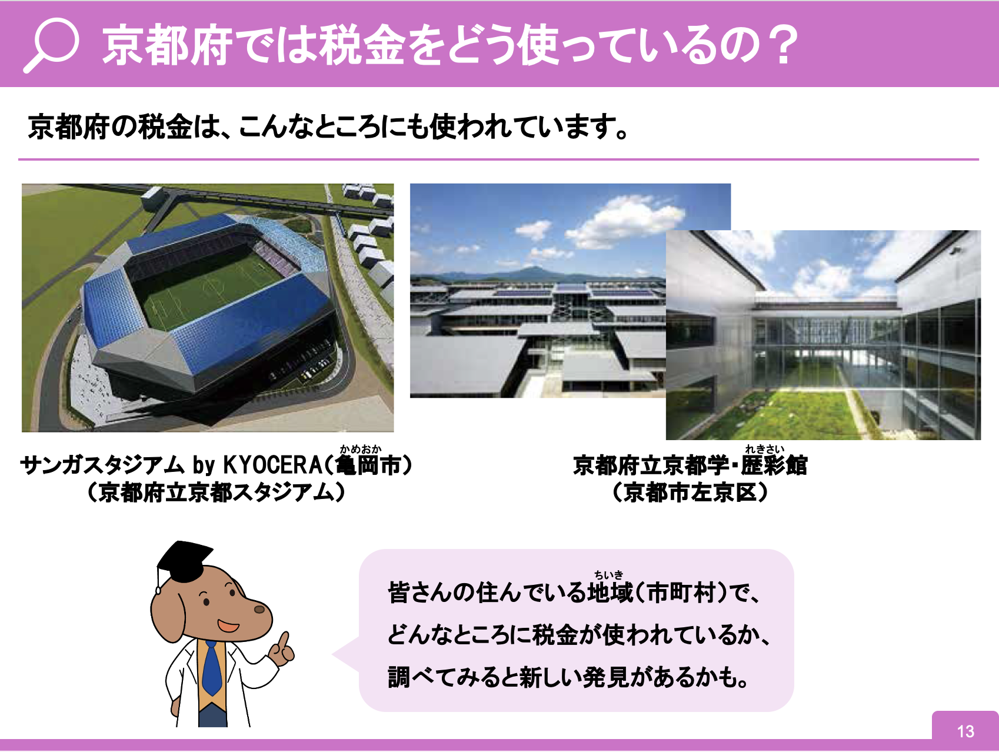 京都府では税金をどう使っているの？
京都府の税金は、こんなところにも使われています。
かめおか
サンガスタジアム by KYOCERA（亀岡市）
（京都府立京都スタジアム）
れきさい
京都府立京都学・歴彩館
（京都市左京区）
ちいき
皆さんの住んでいる地域（市町村）で、
どんなところに税金が使われているか、
調べてみると新しい発見があるかも。
13